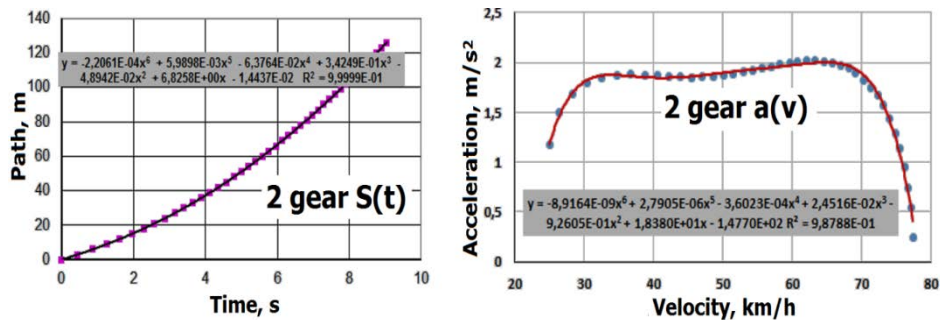 140
120
100
80
60
40
20
0
Path, m
y = -2,2061E-04x⁶ + 5,9898E-03x⁵ - 6,3764E-02x⁴ + 3,4249E-01x³ -
4,8942E-02x² + 6,8258E+00x - 1,4437E-02 R² = 9,9999E-01
2 gear S(t)
0 2 4 6 8 10
Time, s
2,5
2
1,5
1
0,5
0
Acceleration, m/s²
2 gear a(v)
y = -8,9164E-09x⁶ + 2,7905E-06x⁵ - 3,6023E-04x⁴ + 2,4516E-02x³ -
9,2605E-01x² + 1,8380E+01x - 1,4770E+02 R² = 9,8788E-01
20 30 40 50 60 70 80
Velocity, km/h